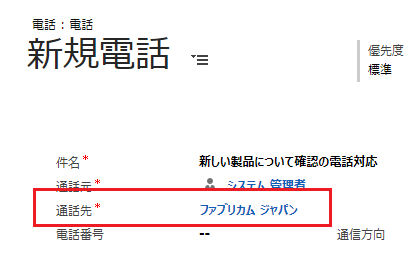 電話 : 電話
新規電話
優先度
標準
件名* 新しい製品について確認の電話対応
通話元* システム 管理者
通話先* ファブリカム ジャパン
電話番号 -- 通信方向